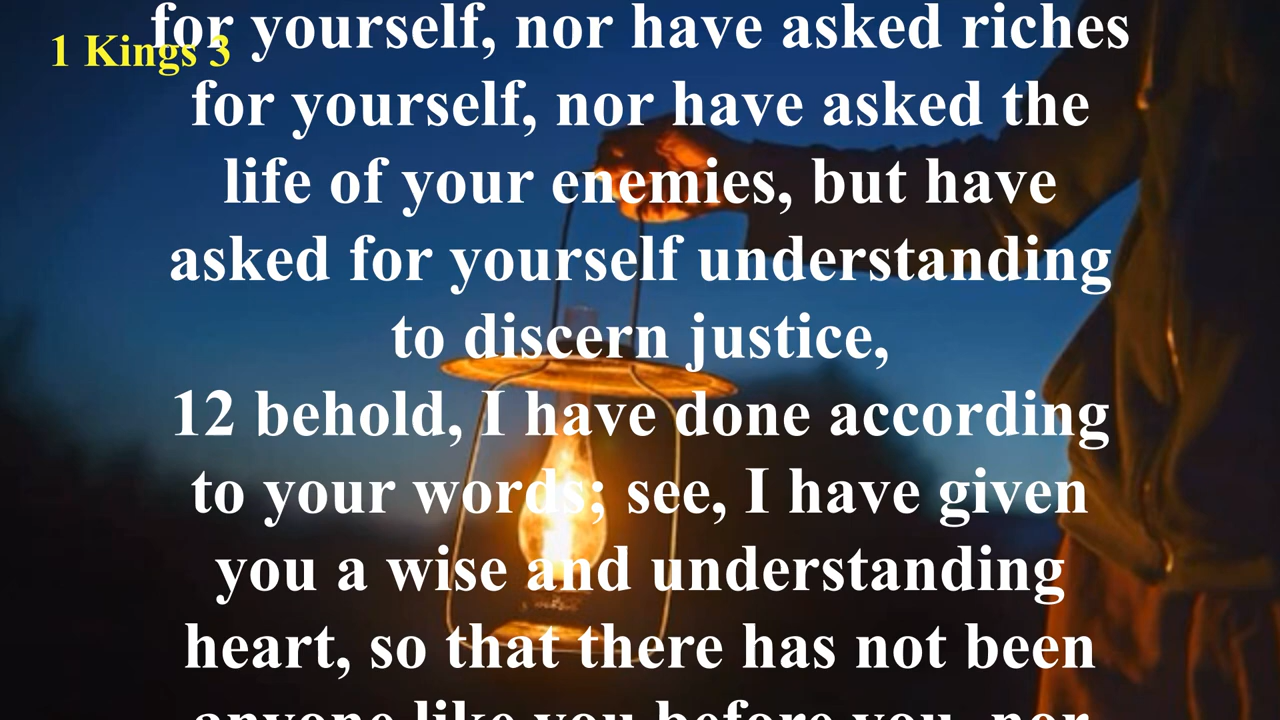 for yourself, nor have asked riches
1 Kings 3
for yourself, nor have asked the
life of your enemies, but have
asked for yourself understanding
to discern justice,
12 behold, I have done according
to your words; see, I have given
you a wise and understanding
heart, so that there has not been
anyone like you before you, nor